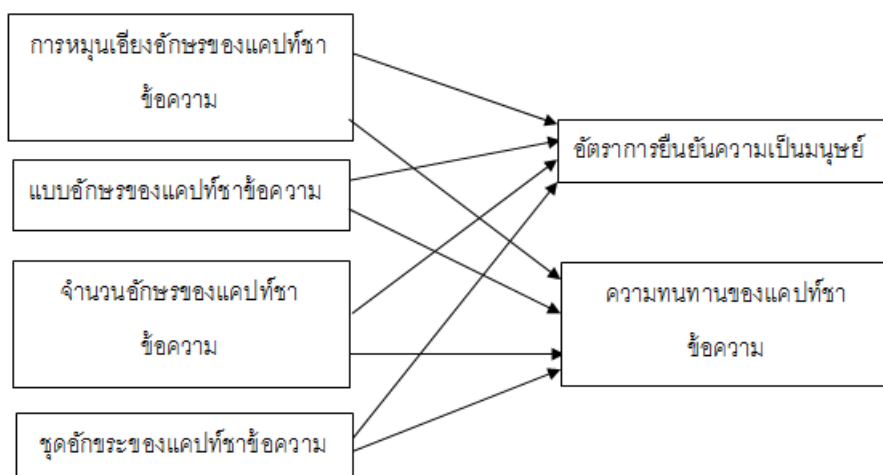 การหมุนเอียงอักษรของแคปท์ชา
ข้อความ
แบบอักษรของแคปท์ชาข้อความ
จำนวนอักษรของแคปท์ชา
ข้อความ
ชุดอักขระของแคปท์ชาข้อความ
อัตราการยืนยันความเป็นมนุษย์
ความทนทานของแคปท์ชา
ข้อความ